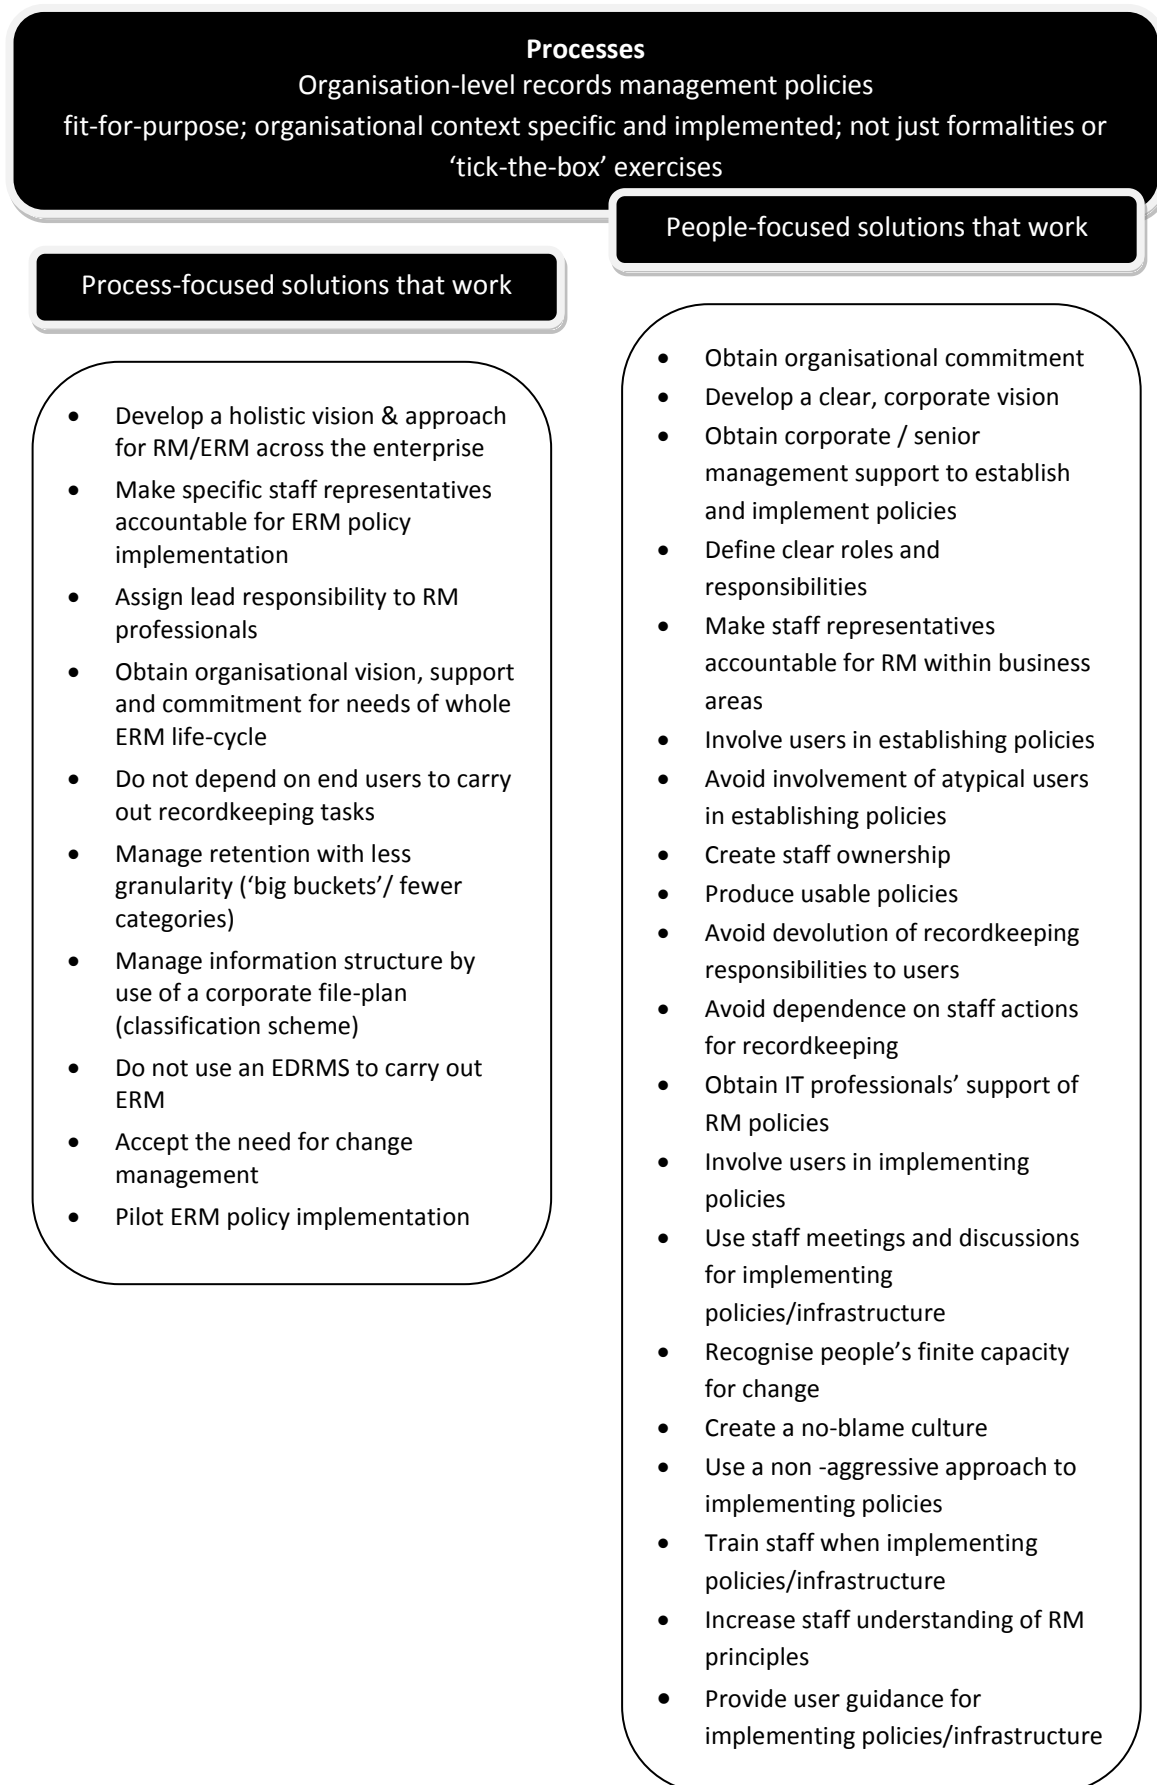 Processes
Organisation-level records management policies
fit-for-purpose; organisational context specific and implemented; not just formalities or
‘tick-the-box’ exercises
Process-focused solutions that work
• Develop a holistic vision & approach
for RM/ERM across the enterprise
• Make specific staff representatives
accountable for ERM policy
implementation
• Assign lead responsibility to RM
professionals
• Obtain organisational vision, support
and commitment for needs of whole
ERM life-cycle
• Do not depend on end users to carry
out recordkeeping tasks
• Manage retention with less
granularity (‘big buckets’/ fewer
categories)
• Manage information structure by
use of a corporate file-plan
(classification scheme)
• Do not use an EDRMS to carry out
ERM
• Accept the need for change
management
• Pilot ERM policy implementation
People-focused solutions that work
• Obtain organisational commitment
• Develop a clear, corporate vision
• Obtain corporate / senior
management support to establish
and implement policies
• Define clear roles and
responsibilities
• Make staff representatives
accountable for RM within business
areas
• Involve users in establishing policies
• Avoid involvement of atypical users
in establishing policies
• Create staff ownership
• Produce usable policies
• Avoid devolution of recordkeeping
responsibilities to users
• Avoid dependence on staff actions
for recordkeeping
• Obtain IT professionals’ support of
RM policies
• Involve users in implementing
policies
• Use staff meetings and discussions
for implementing
policies/infrastructure
• Recognise people’s finite capacity
for change
• Create a no-blame culture
• Use a non -aggressive approach to
implementing policies
• Train staff when implementing
policies/infrastructure
• Increase staff understanding of RM
principles
• Provide user guidance for
implementing policies/infrastructure